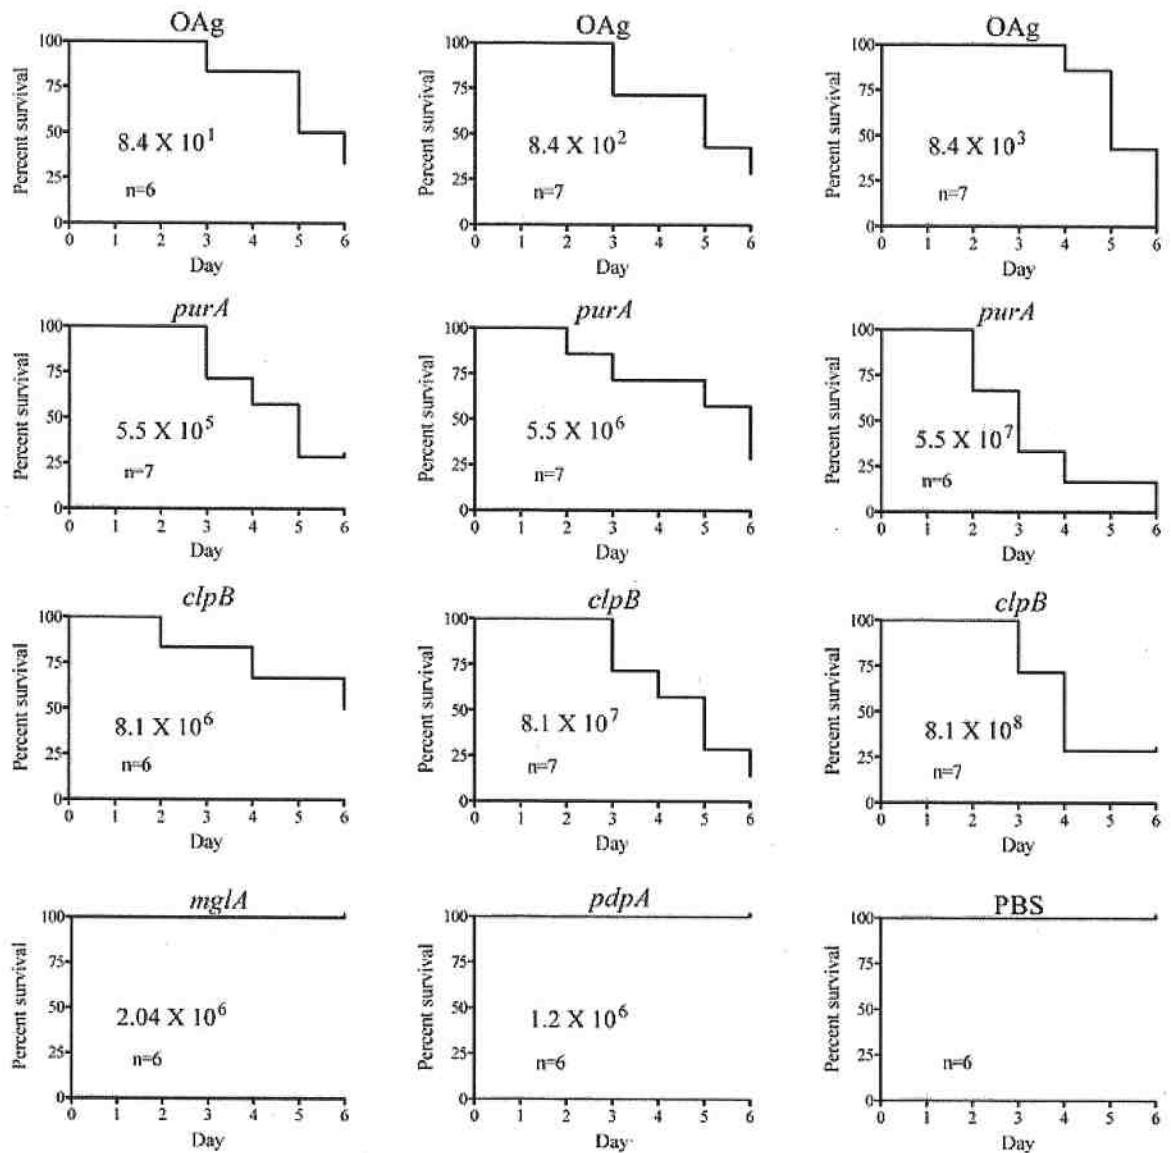 OAg
Percent survival
100
75
50
25
0
8.4 X 10^1
n=6
0 1 2 3 4 5 6
Day
OAg
Percent survival
100
75
50
25
0
8.4 X 10^2
n=7
0 1 2 3 4 5 6
Day
OAg
Percent survival
100
75
50
25
0
8.4 X 10^3
n=7
0 1 2 3 4 5 6
Day
purA
Percent survival
100
75
50
25
0
5.5 X 10^5
n=7
0 1 2 3 4 5 6
Day
purA
Percent survival
100
75
50
25
0
5.5 X 10^6
n=7
0 1 2 3 4 5 6
Day
purA
Percent survival
100
75
50
25
0
5.5 X 10^7
n=6
0 1 2 3 4 5 6
Day
clpB
Percent survival
100
75
50
25
0
8.1 X 10^6
n=6
0 1 2 3 4 5 6
Day
clpB
Percent survival
100
75
50
25
0
8.1 X 10^7
n=7
0 1 2 3 4 5 6
Day
clpB
Percent survival
100
75
50
25
0
8.1 X 10^8
n=7
0 1 2 3 4 5 6
Day
mglA
Percent survival
100
75
50
25
0
2.04 X 10^6
n=6
0 1 2 3 4 5 6
Day
pdpA
Percent survival
100
75
50
25
0
1.2 X 10^6
n=6
0 1 2 3 4 5 6
Day
PBS
Percent survival
100
75
50
25
0
n=6
0 1 2 3 4 5 6
Day